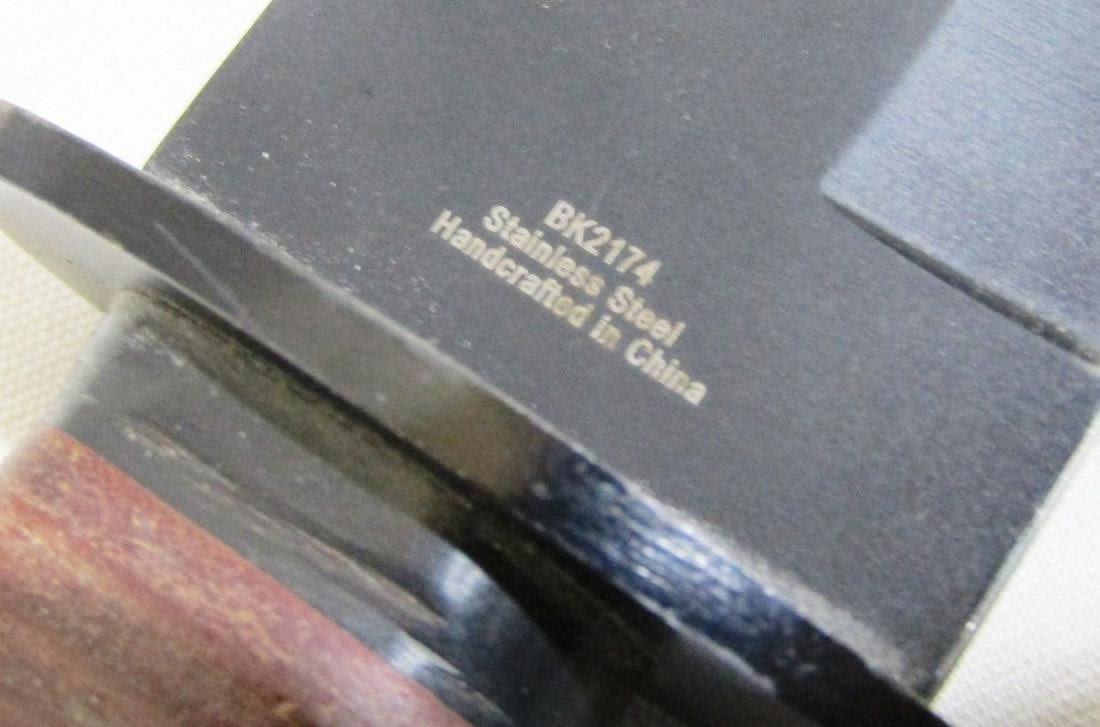 BK2174
Stainless Steel
Handcrafted in China